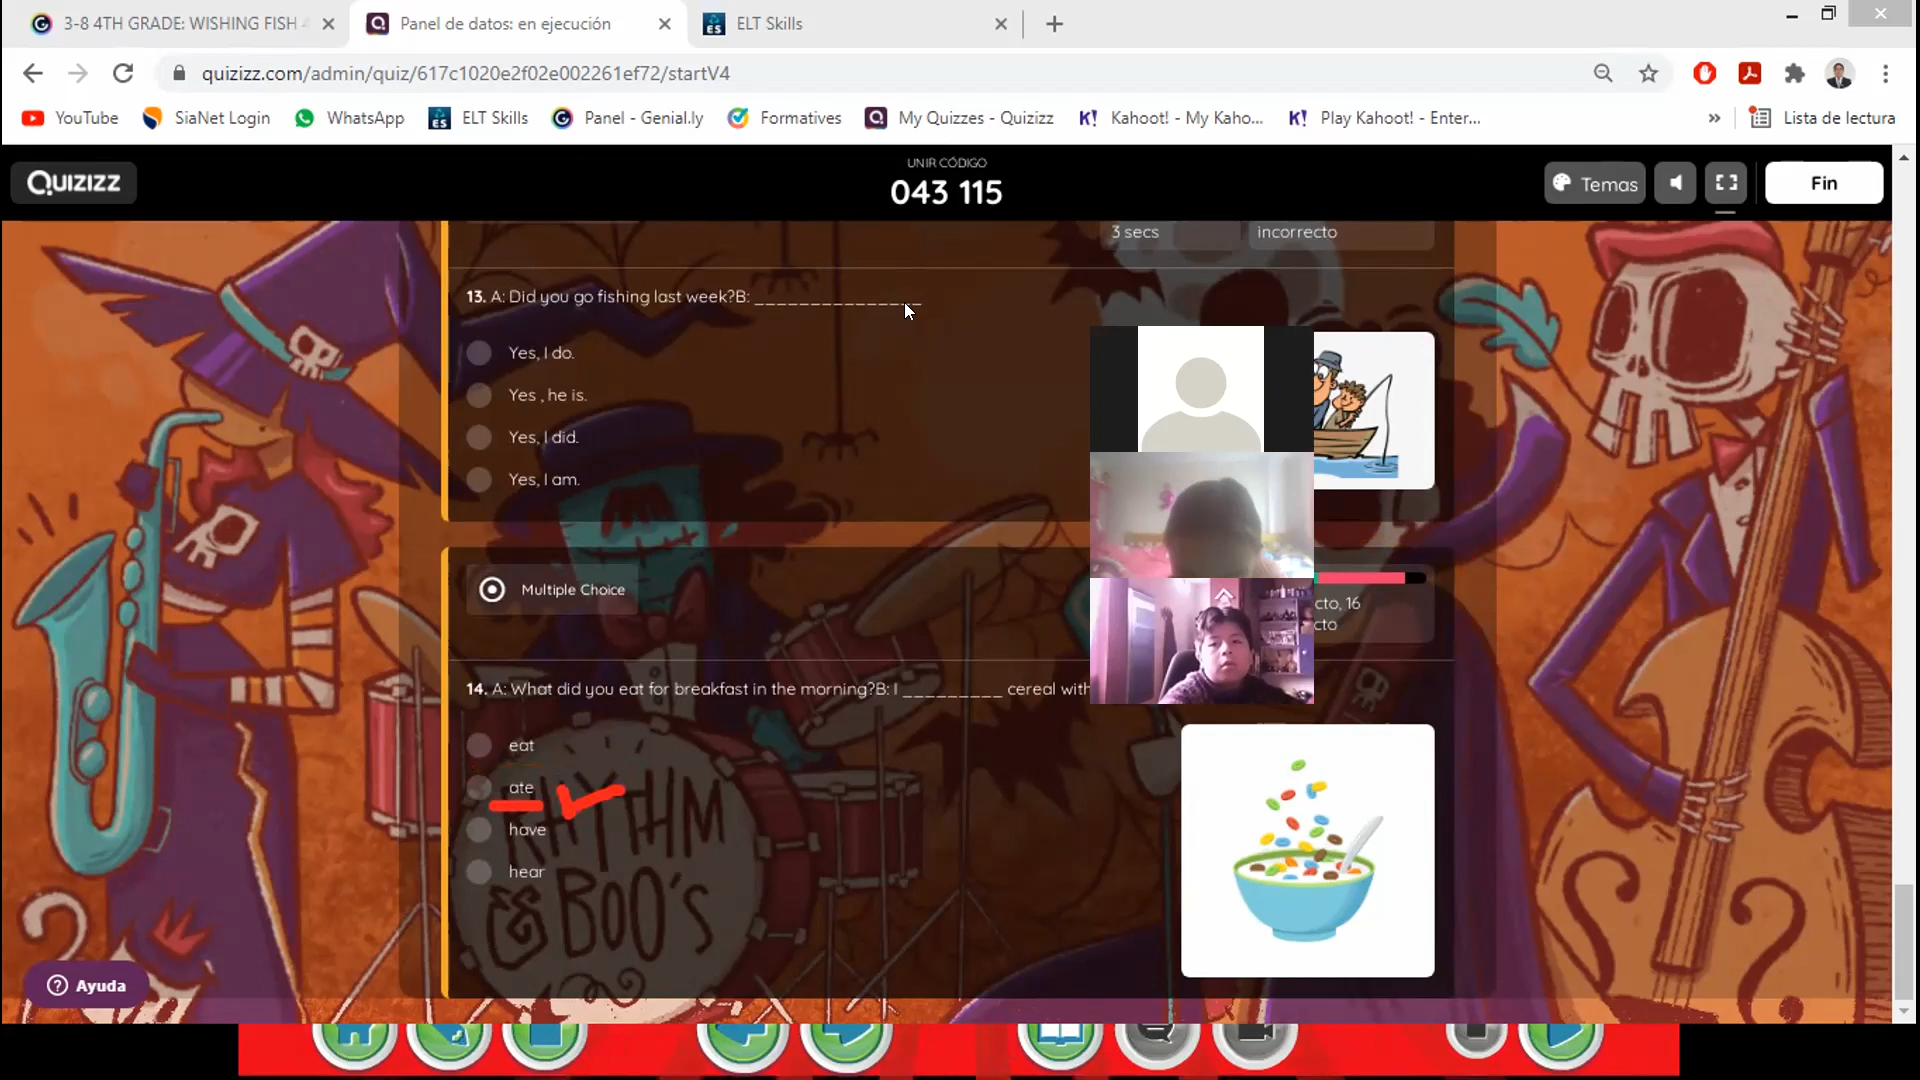 3-8 4TH GRADE: WISHING FISH
Panel de datos: en ejecución
ELT Skills
quizizz.com/admin/quiz/617c1020e2f02e002261ef72/startV4
YouTube
SiaNet Login
WhatsApp
ELT Skills
Panel - Genial.ly
Formatives
My Quizzes - Quizizz
Kahoot! - My Kaho...
Play Kahoot! - Enter...
Lista de lectura
Quizizz
UNIR CÓDIGO
043 115
Temas
Fin
3 secs
incorrecto
13. A: Did you go fishing last week?B: _______________
Yes, I do.
Yes , he is.
Yes, I did.
Yes, I am.
Multiple Choice
cto, 16
cto
14. A: What did you eat for breakfast in the morning?B: I _________ cereal with
eat
ate
have
hear
RHYTHM
& BOO'S
Ayuda